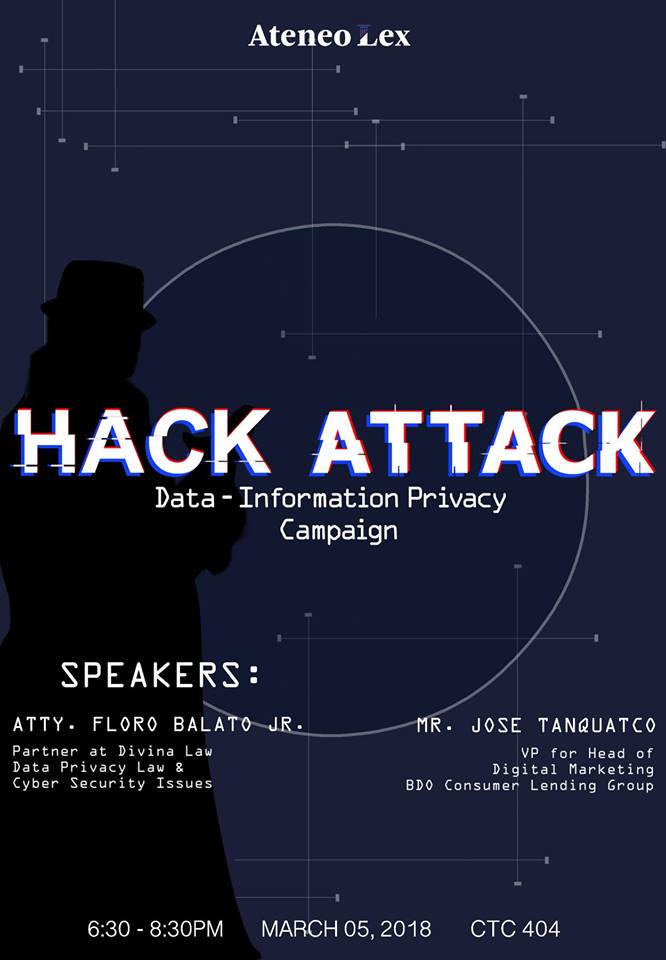 Ateneo Lex
HACK ATTACK
Data-Information Privacy
Campaign
SPEAKERS:
ATTY. FLORO BALATO JR.
Partner at Divina Law
Data Privacy Law &
Cyber Security Issues
MR. JOSE TANQUATCO
VP for Head of
Digital Marketing
BDO Consumer Lending Group
6:30 - 8:30PM MARCH 05, 2018 CTC 404